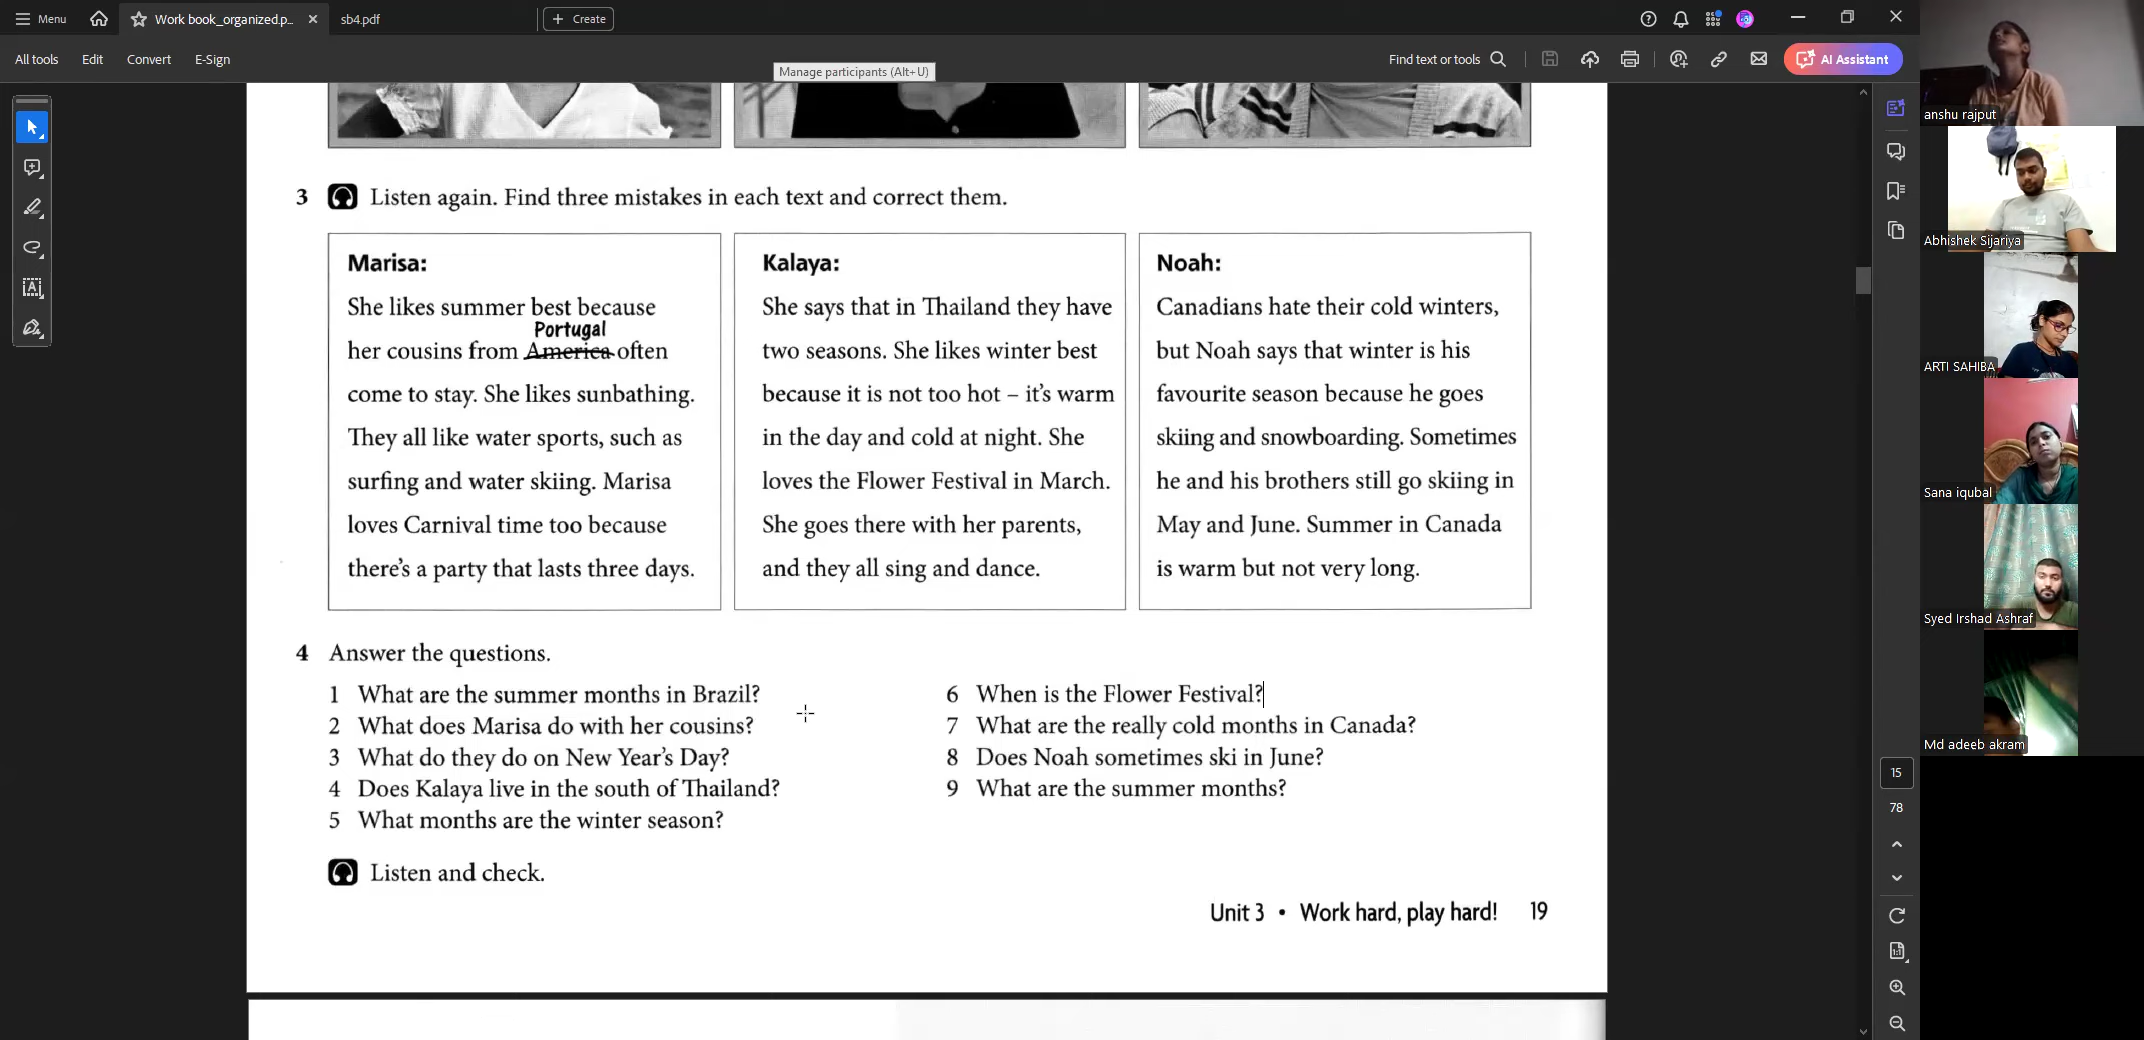 Menu
Work book_organized.p...
sb4.pdf
Create
All tools
Edit
Convert
E-Sign
Manage participants (Alt+U)
Find text or tools
AI Assistant
3 Listen again. Find three mistakes in each text and correct them.
Marisa:
She likes summer best because
Portugal
her cousins from America often
come to stay. She likes sunbathing.
They all like water sports, such as
surfing and water skiing. Marisa
loves Carnival time too because
there's a party that lasts three days.
Kalaya:
She says that in Thailand they have
two seasons. She likes winter best
because it is not too hot – it's warm
in the day and cold at night. She
loves the Flower Festival in March.
She goes there with her parents,
and they all sing and dance.
Noah:
Canadians hate their cold winters,
but Noah says that winter is his
favourite season because he goes
skiing and snowboarding. Sometimes
he and his brothers still go skiing in
May and June. Summer in Canada
is warm but not very long.
4 Answer the questions.
1 What are the summer months in Brazil?
2 What does Marisa do with her cousins?
3 What do they do on New Year's Day?
4 Does Kalaya live in the south of Thailand?
5 What months are the winter season?
6 When is the Flower Festival?
7 What are the really cold months in Canada?
8 Does Noah sometimes ski in June?
9 What are the summer months?
Listen and check.
Unit 3 • Work hard, play hard! 19
15
78
anshu rajput
Abhishek Sijariya
ARTI SAHIBA
Sana iqubal
Syed Irshad Ashraf
Md adeeb akram